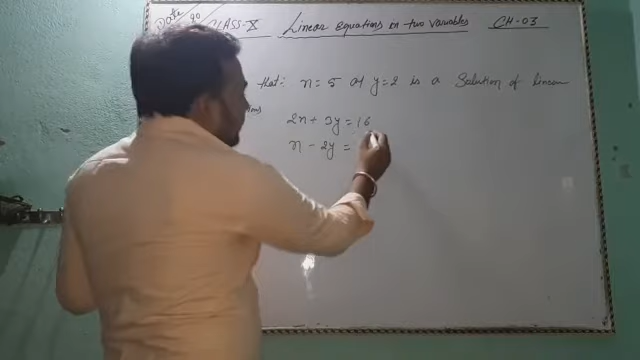 Date
CLASS-X Linear equations in two variables CH-03
that: x = 5 at y = 2 is a Solution of linear
2x + 3y = 16
x - 2y =